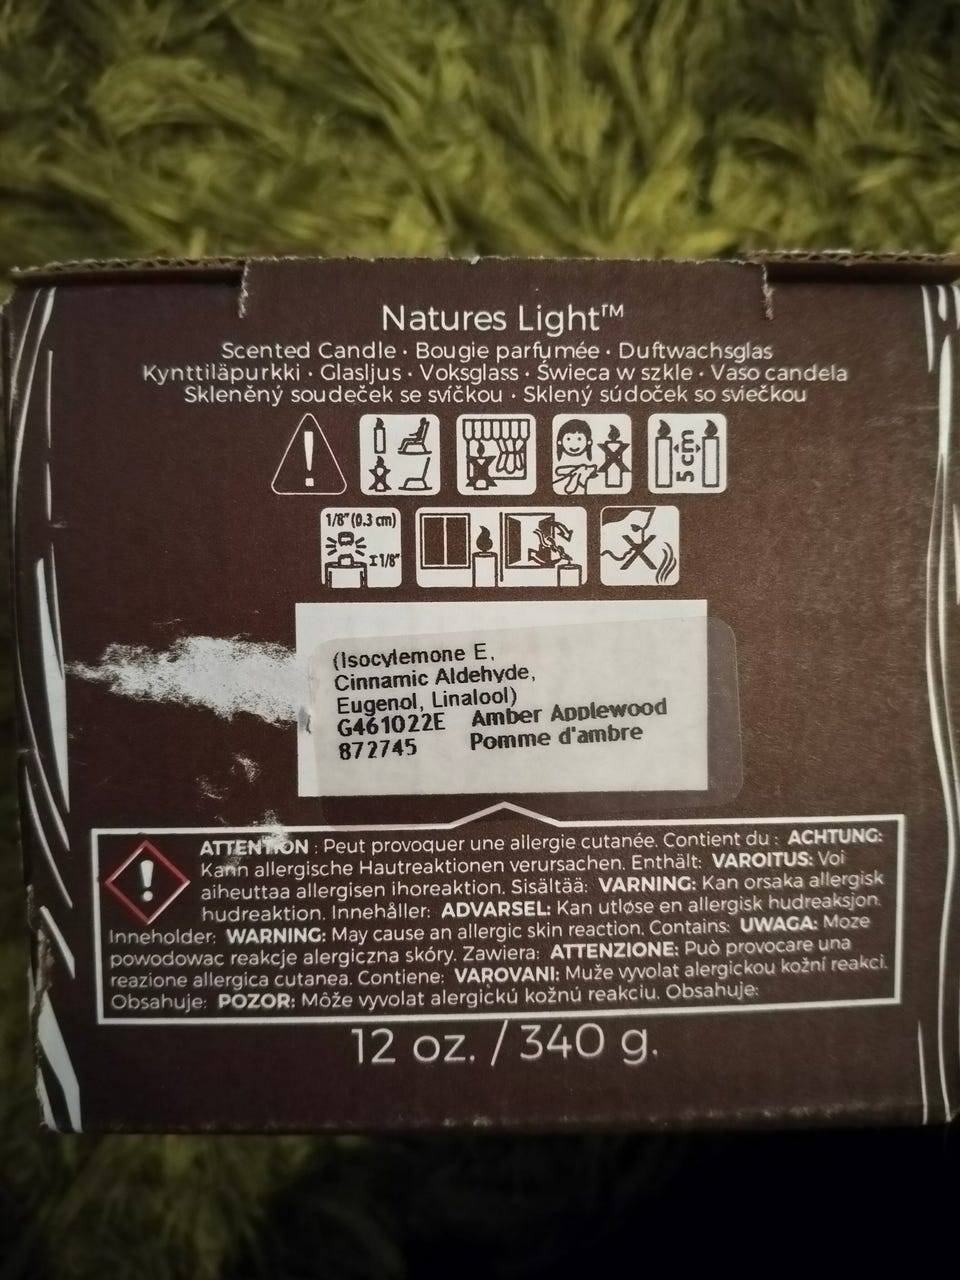 Natures Light™
Scented Candle • Bougie parfumée • Duftwachsglas
Kynttiläpurkki • Glasljus • Voksglass • Świeca w szkle • Vaso candela
Skleněný soudeček se svíčkou • Sklený súdoček so sviečkou
5 cm
1/8" (0.3 cm)
1/8"
(Isocylemone E,
Cinnamic Aldehyde,
Eugenol, Linalool)
G461022E Amber Applewood
872745 Pomme d'ambre
ATTENTION : Peut provoquer une allergie cutanée. Contient du : ACHTUNG:
Kann allergische Hautreaktionen verursachen. Enthält: VAROITUS: Voi
aiheuttaa allergisen ihoreaktion. Sisältää: VARNING: Kan orsaka allergisk
hudreaktion. Innehåller: ADVARSEL: Kan utløse en allergisk hudreaksjon.
Inneholder: WARNING: May cause an allergic skin reaction. Contains: UWAGA: Moze
powodowac reakcje alergiczna skóry. Zawiera: ATTENZIONE: Può provocare una
reazione allergica cutanea. Contiene: VAROVANI: Muže vyvolat alergickou kožní reakci.
Obsahuje: POZOR: Môže vyvolat alergickú kožnú reakciu. Obsahuje:
12 oz. / 340 g.